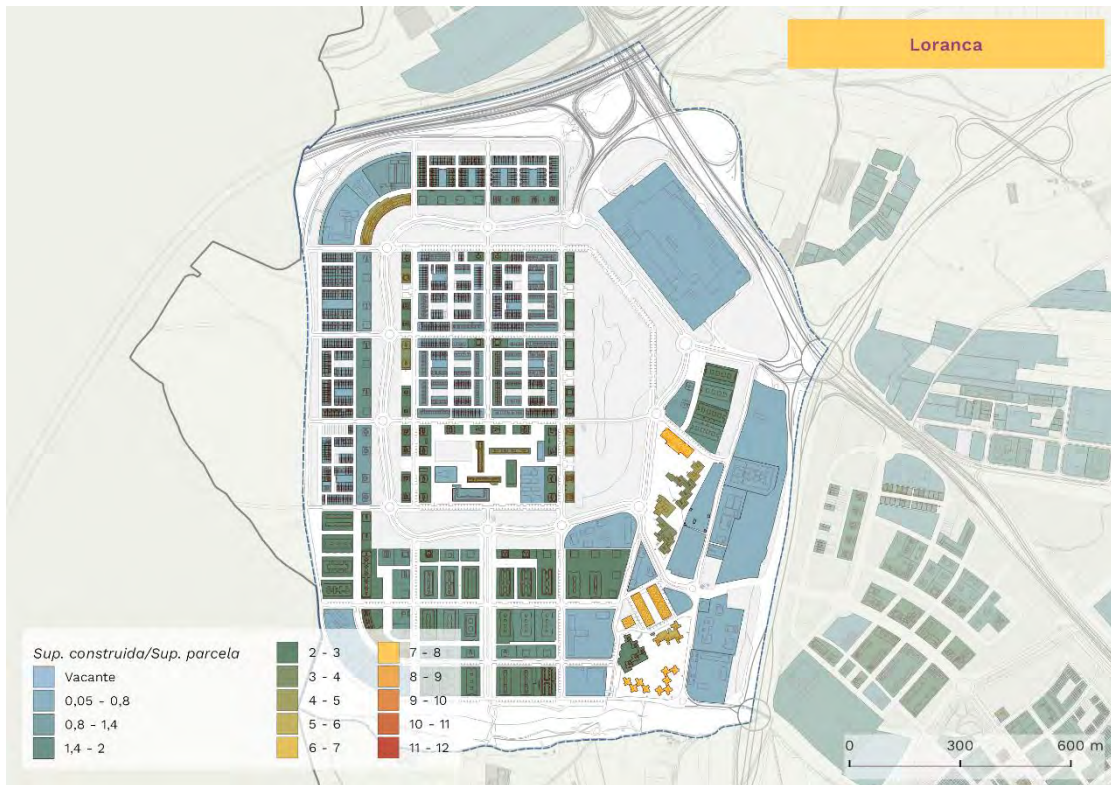 Loranca
Sup. construida/Sup. parcela
Vacante
0,05 - 0,8
0,8 - 1,4
1,4 - 2
2 - 3
3 - 4
4 - 5
5 - 6
6 - 7
7 - 8
8 - 9
9 - 10
10 - 11
11 - 12
0 300 600 m